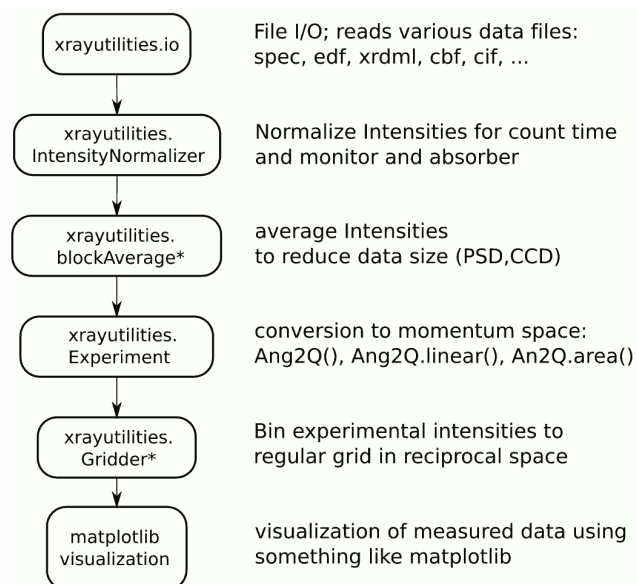 xrayutilities.io
File I/O; reads various data files:
spec, edf, xrdml, cbf, cif, ...
xrayutilities.
IntensityNormalizer
Normalize Intensities for count time
and monitor and absorber
xrayutilities.
blockAverage*
average Intensities
to reduce data size (PSD,CCD)
xrayutilities.
Experiment
conversion to momentum space:
Ang2Q(), Ang2Q.linear(), An2Q.area()
xrayutilities.
Gridder*
Bin experimental intensities to
regular grid in reciprocal space
matplotlib
visualization
visualization of measured data using
something like matplotlib